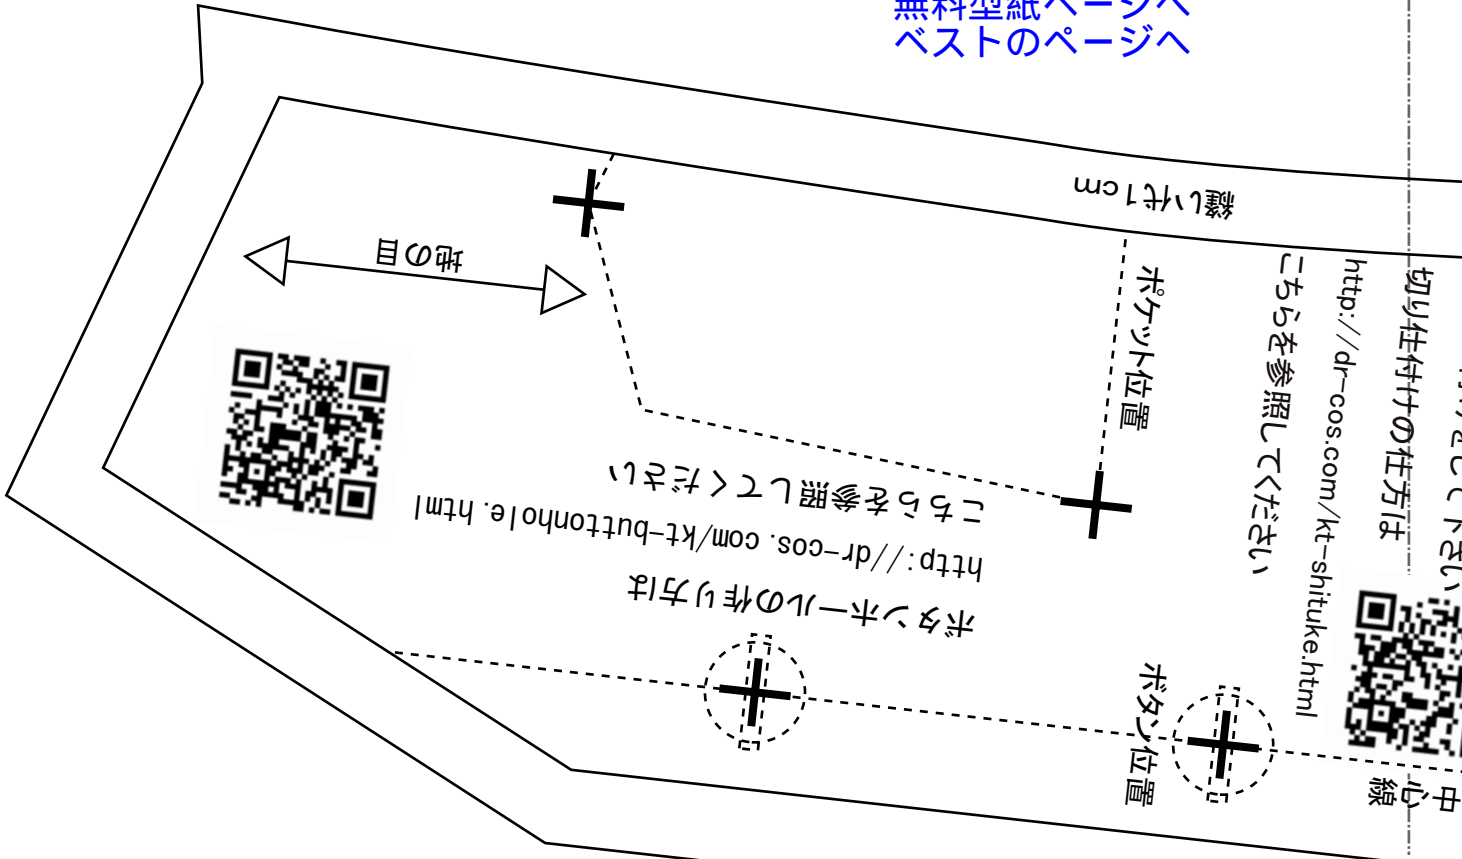 無料型紙ページへ
ベストのページへ
縫い代1cm
地の目
ポケット位置
ボタンホールの作り方は
http://dr-cos.com/kt-buttonhole.html
こちらを参照してください
切り仕付けの仕方は
http://dr-cos.com/kt-shituke.html
こちらを参照してください
ボタン位置
中心線